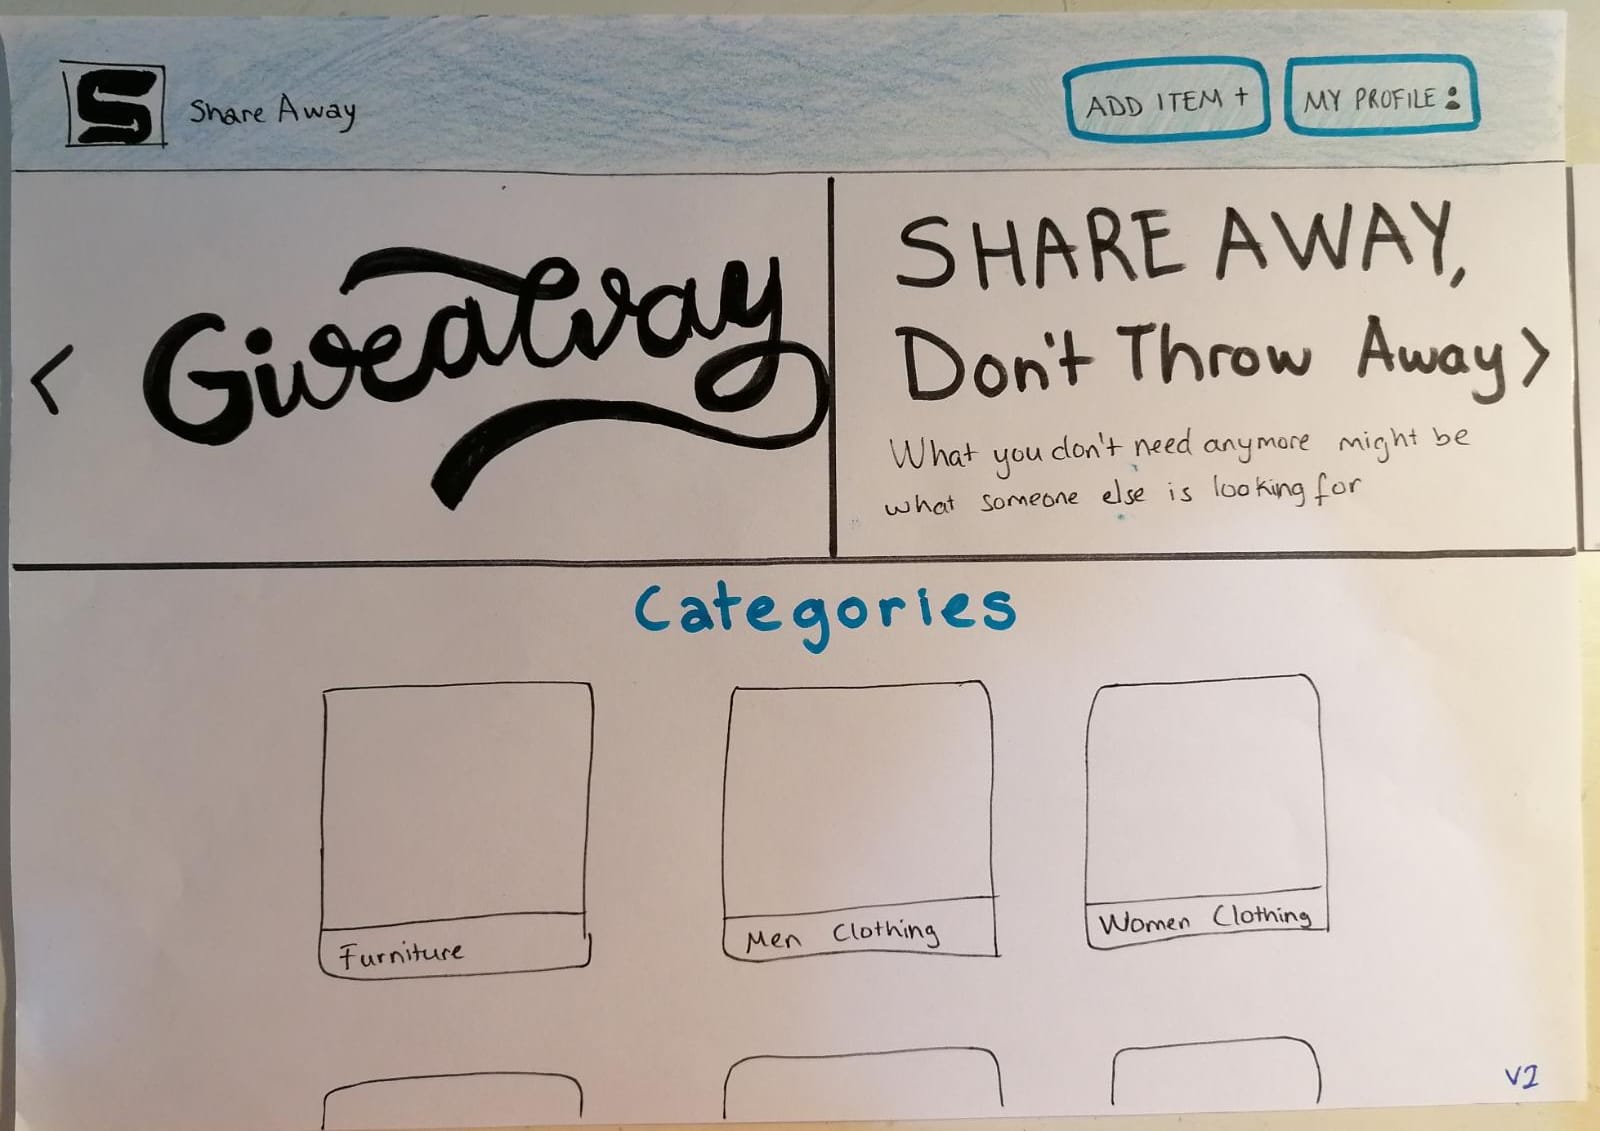 S
Share Away
ADD ITEM +
MY PROFILE
<
Giveaway
SHARE AWAY,
Don't Throw Away >
What you don't need anymore might be
what someone else is looking for
Categories
Furniture
Men Clothing
Women Clothing
V2